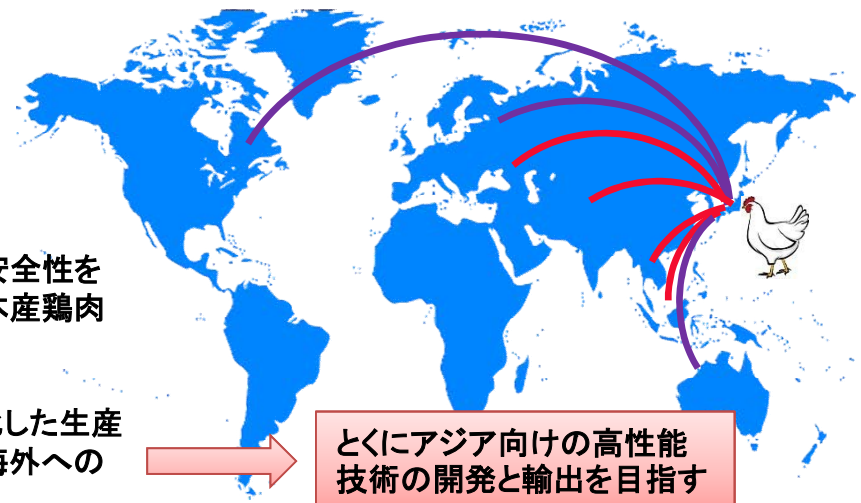 安全性を
本産鶏肉
した生産
海外への
とくにアジア向けの高性能
技術の開発と輸出を目指す